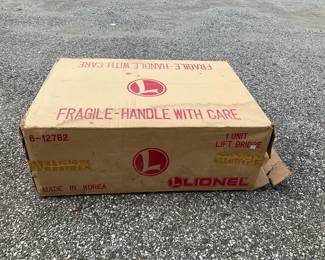 FRAGILE-HANDLE
WITH CARE
L
FRAGILE-HANDLE WITH CARE
6-12782
1 UNIT
LIFT BRIDGE
L
MADE IN KOREA
LIONEL